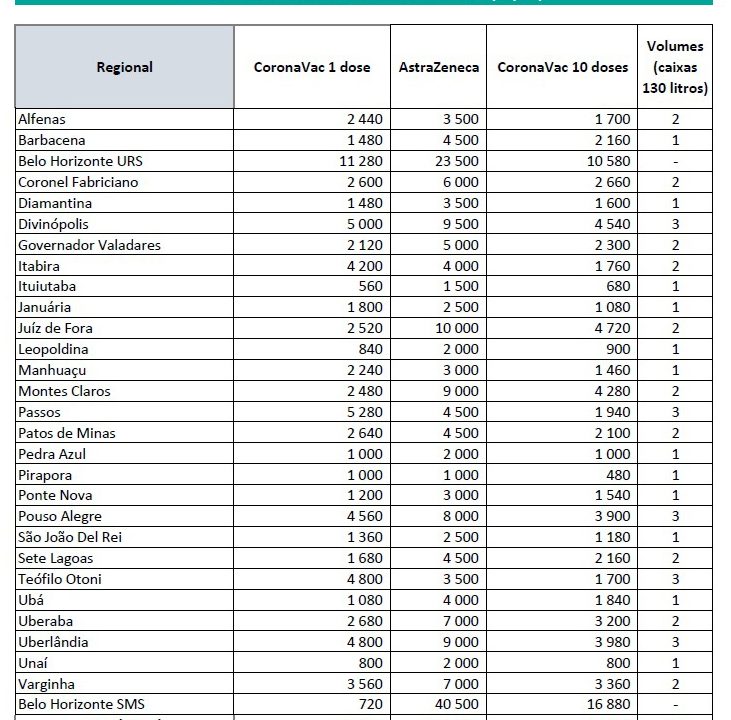 Regional CoronaVac 1 dose AstraZeneca CoronaVac 10 doses Volumes (caixas 130 litros)
Alfenas 2 440 3 500 1 700 2
Barbacena 1 480 4 500 2 160 1
Belo Horizonte URS 11 280 23 500 10 580 -
Coronel Fabriciano 2 600 6 000 2 660 2
Diamantina 1 480 3 500 1 600 1
Divinópolis 5 000 9 500 4 540 3
Governador Valadares 2 120 5 000 2 300 2
Itabira 4 200 4 000 1 760 2
Ituiutaba 560 1 500 680 1
Januária 1 800 2 500 1 080 1
Juíz de Fora 2 520 10 000 4 720 2
Leopoldina 840 2 000 900 1
Manhuaçu 2 240 3 000 1 460 1
Montes Claros 2 480 9 000 4 280 2
Passos 5 280 4 500 1 940 3
Patos de Minas 2 640 4 500 2 100 2
Pedra Azul 1 000 2 000 1 000 1
Pirapora 1 000 1 000 480 1
Ponte Nova 1 200 3 000 1 540 1
Pouso Alegre 4 560 8 000 3 900 3
São João Del Rei 1 360 2 500 1 180 1
Sete Lagoas 1 680 4 500 2 160 2
Teófilo Otoni 4 800 3 500 1 700 3
Ubá 1 080 4 000 1 840 1
Uberaba 2 680 7 000 3 200 2
Uberlândia 4 800 9 000 3 980 3
Unaí 800 2 000 800 1
Varginha 3 560 7 000 3 360 2
Belo Horizonte SMS 720 40 500 16 880 -